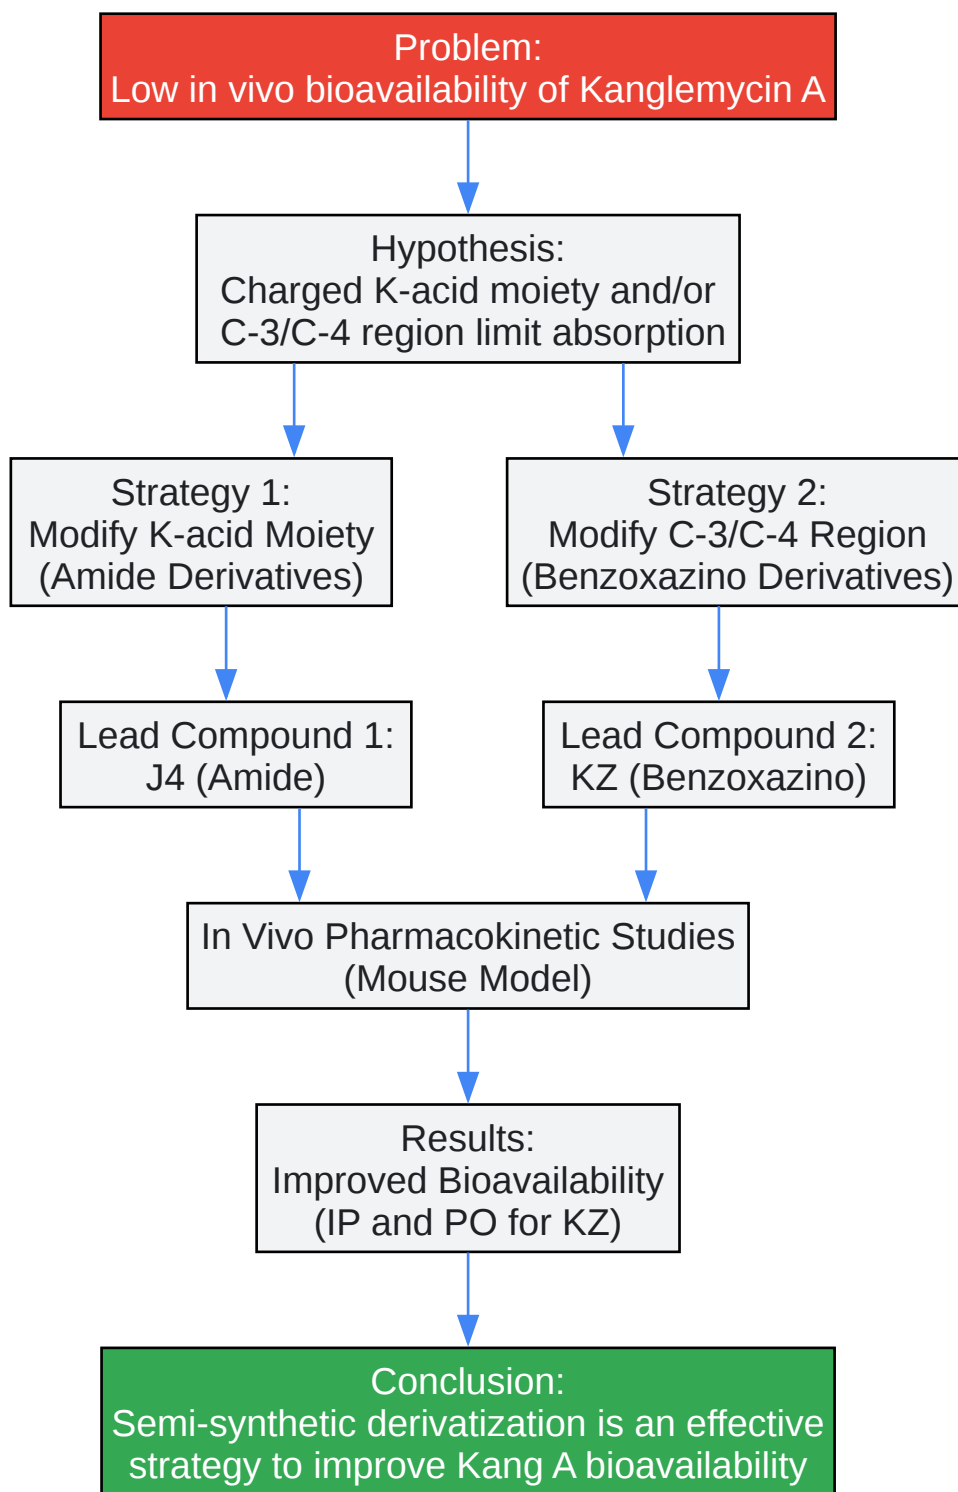 Problem:
Low in vivo bioavailability of Kanglemycin A
Hypothesis:
Charged K-acid moiety and/or
C-3/C-4 region limit absorption
Strategy 1:
Modify K-acid Moiety
(Amide Derivatives)
Strategy 2:
Modify C-3/C-4 Region
(Benzoxazino Derivatives)
Lead Compound 1:
J4 (Amide)
Lead Compound 2:
KZ (Benzoxazino)
In Vivo Pharmacokinetic Studies
(Mouse Model)
Results:
Improved Bioavailability
(IP and PO for KZ)
Conclusion:
Semi-synthetic derivatization is an effective
strategy to improve Kang A bioavailability